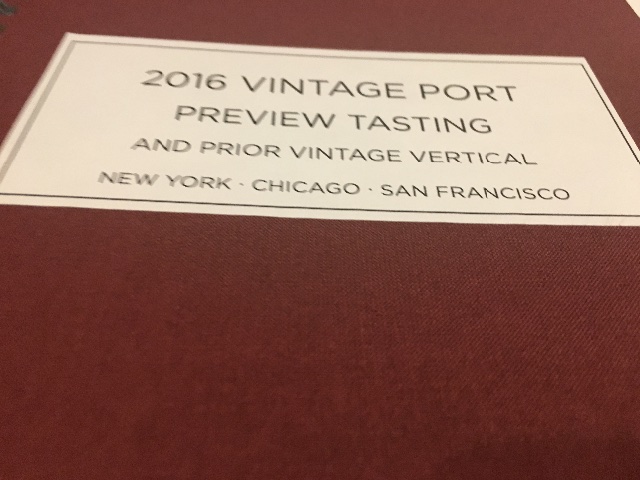 2016 VINTAGE PORT
PREVIEW TASTING
AND PRIOR VINTAGE VERTICAL
NEW YORK · CHICAGO · SAN FRANCISCO